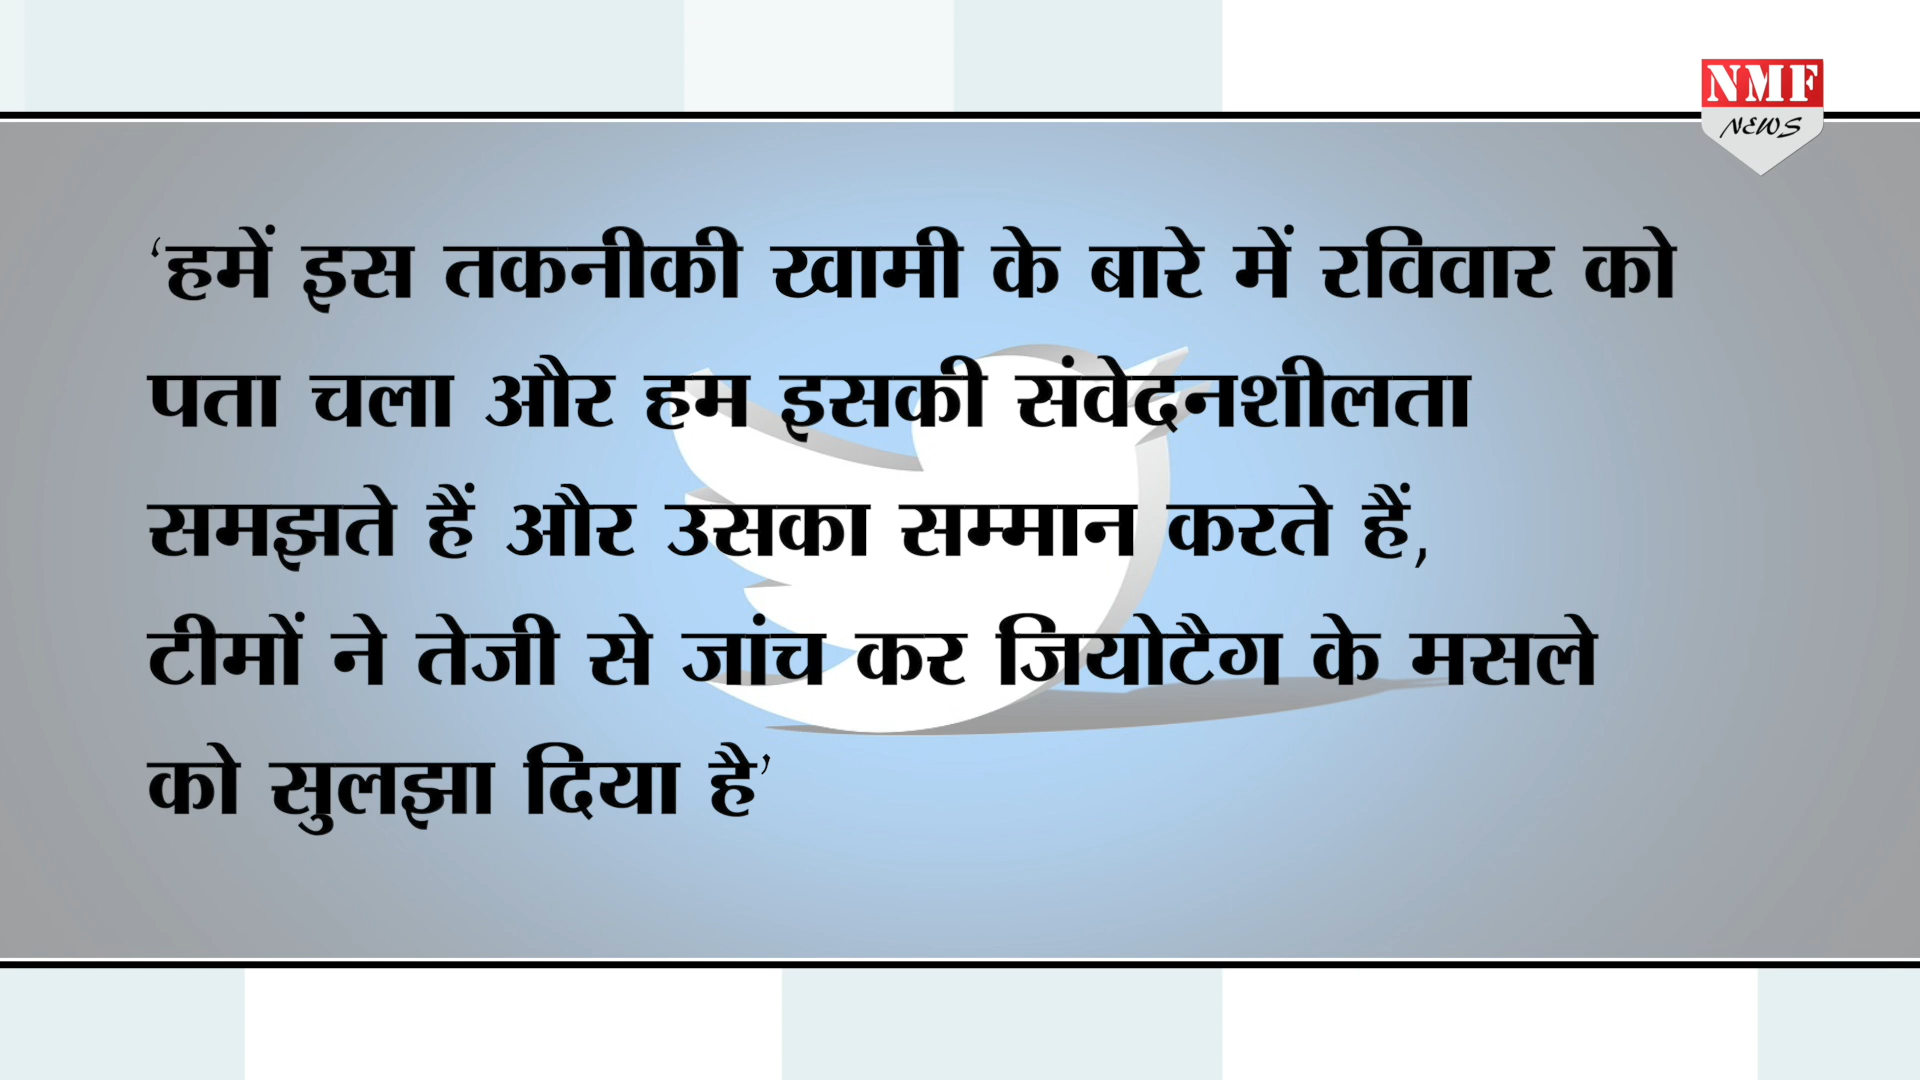 NMF
NEWS
‘हमें इस तकनीकी खामी के बारे में रविवार को
पता चला और हम इसकी संवेदनशीलता
समझते हैं और उसका सम्मान करते हैं,
टीमों ने तेजी से जांच कर जियोटैग के मसले
को सुलझा दिया है’